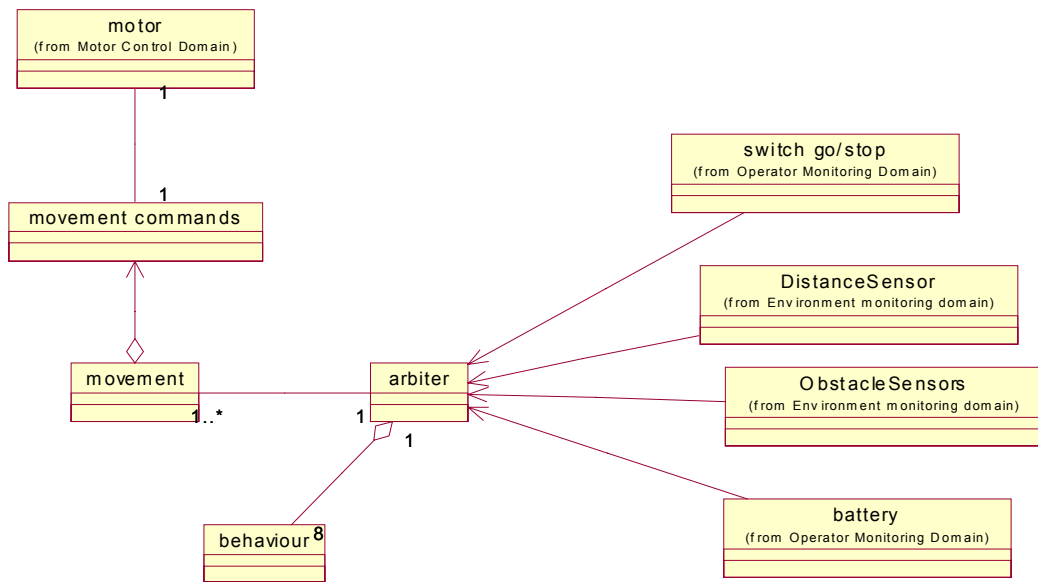 motor
(from Motor Control Domain)
1
1
movement commands
movement
1..*
arbiter
1
1
behaviour
8
switch go/stop
(from Operator Monitoring Domain)
DistanceSensor
(from Environment monitoring domain)
ObstacleSensors
(from Environment monitoring domain)
battery
(from Operator Monitoring Domain)